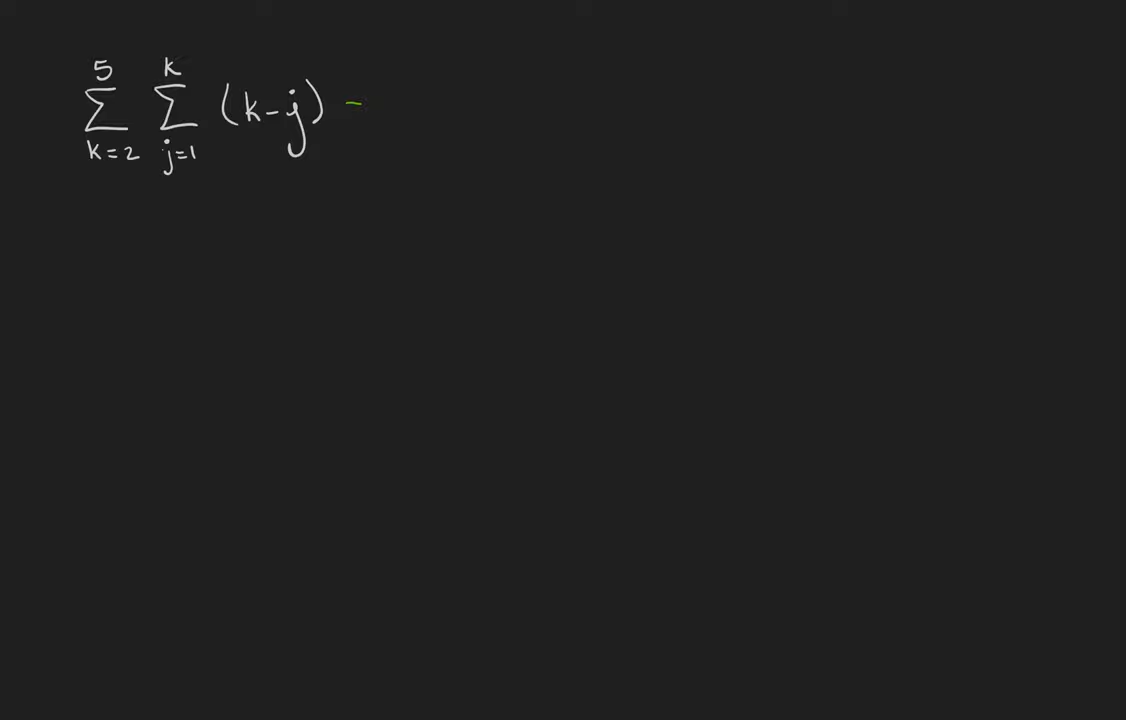 5 k
∑ ∑ (k-j) -
k=2 j=1